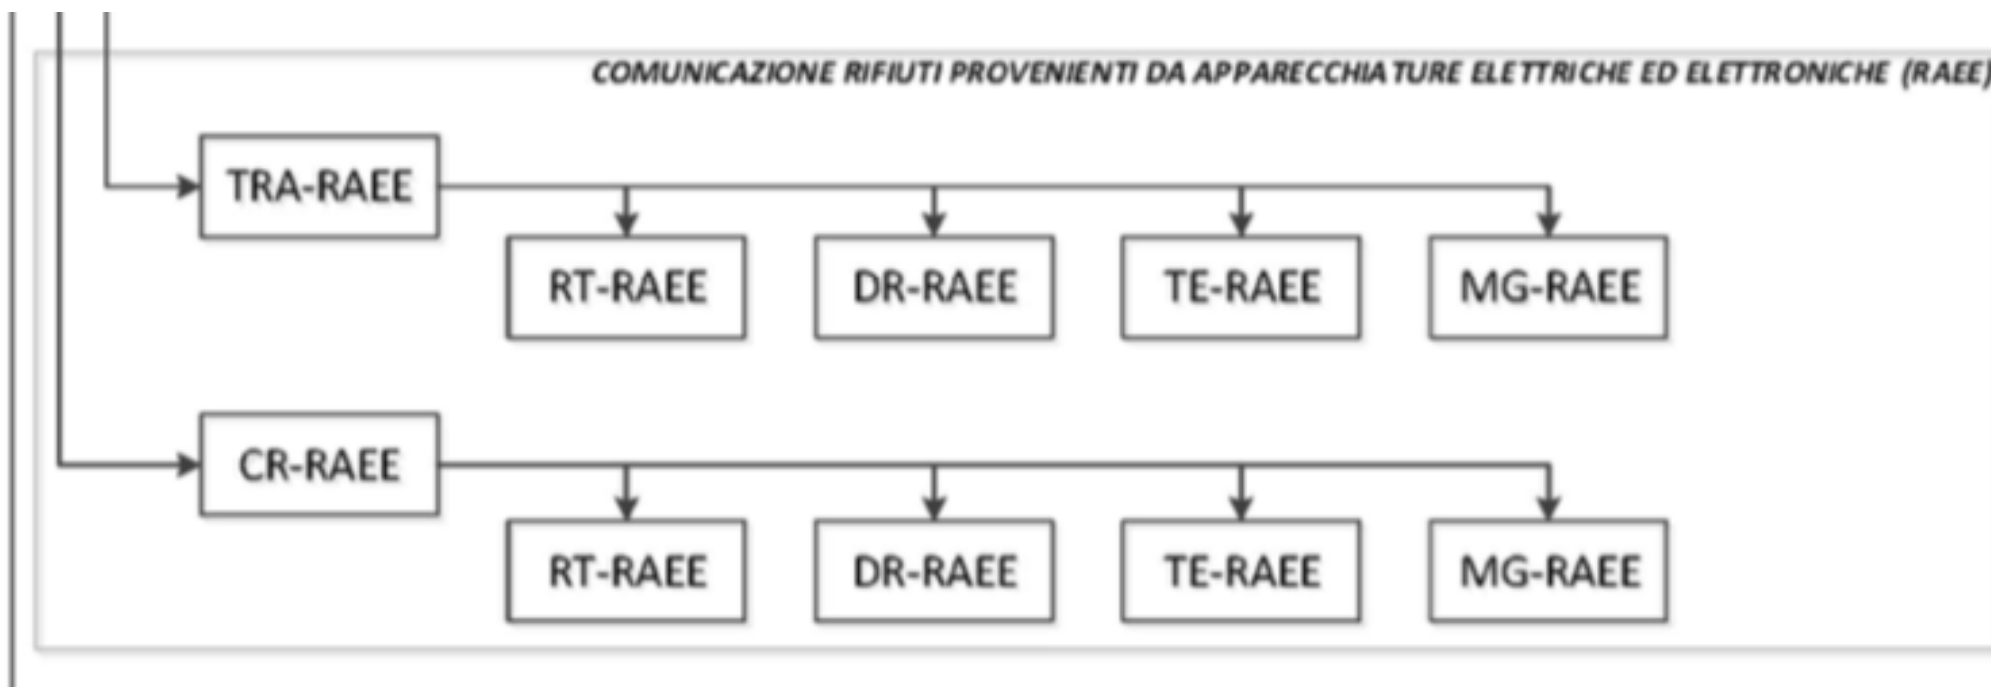 COMUNICAZIONE RIFIUTI PROVENIENTI DA APPARECCHIATURE ELETTRICHE ED ELETTRONICHE (RAEE)
TRA-RAEE
RT-RAEE DR-RAEE TE-RAEE MG-RAEE
CR-RAEE
RT-RAEE DR-RAEE TE-RAEE MG-RAEE